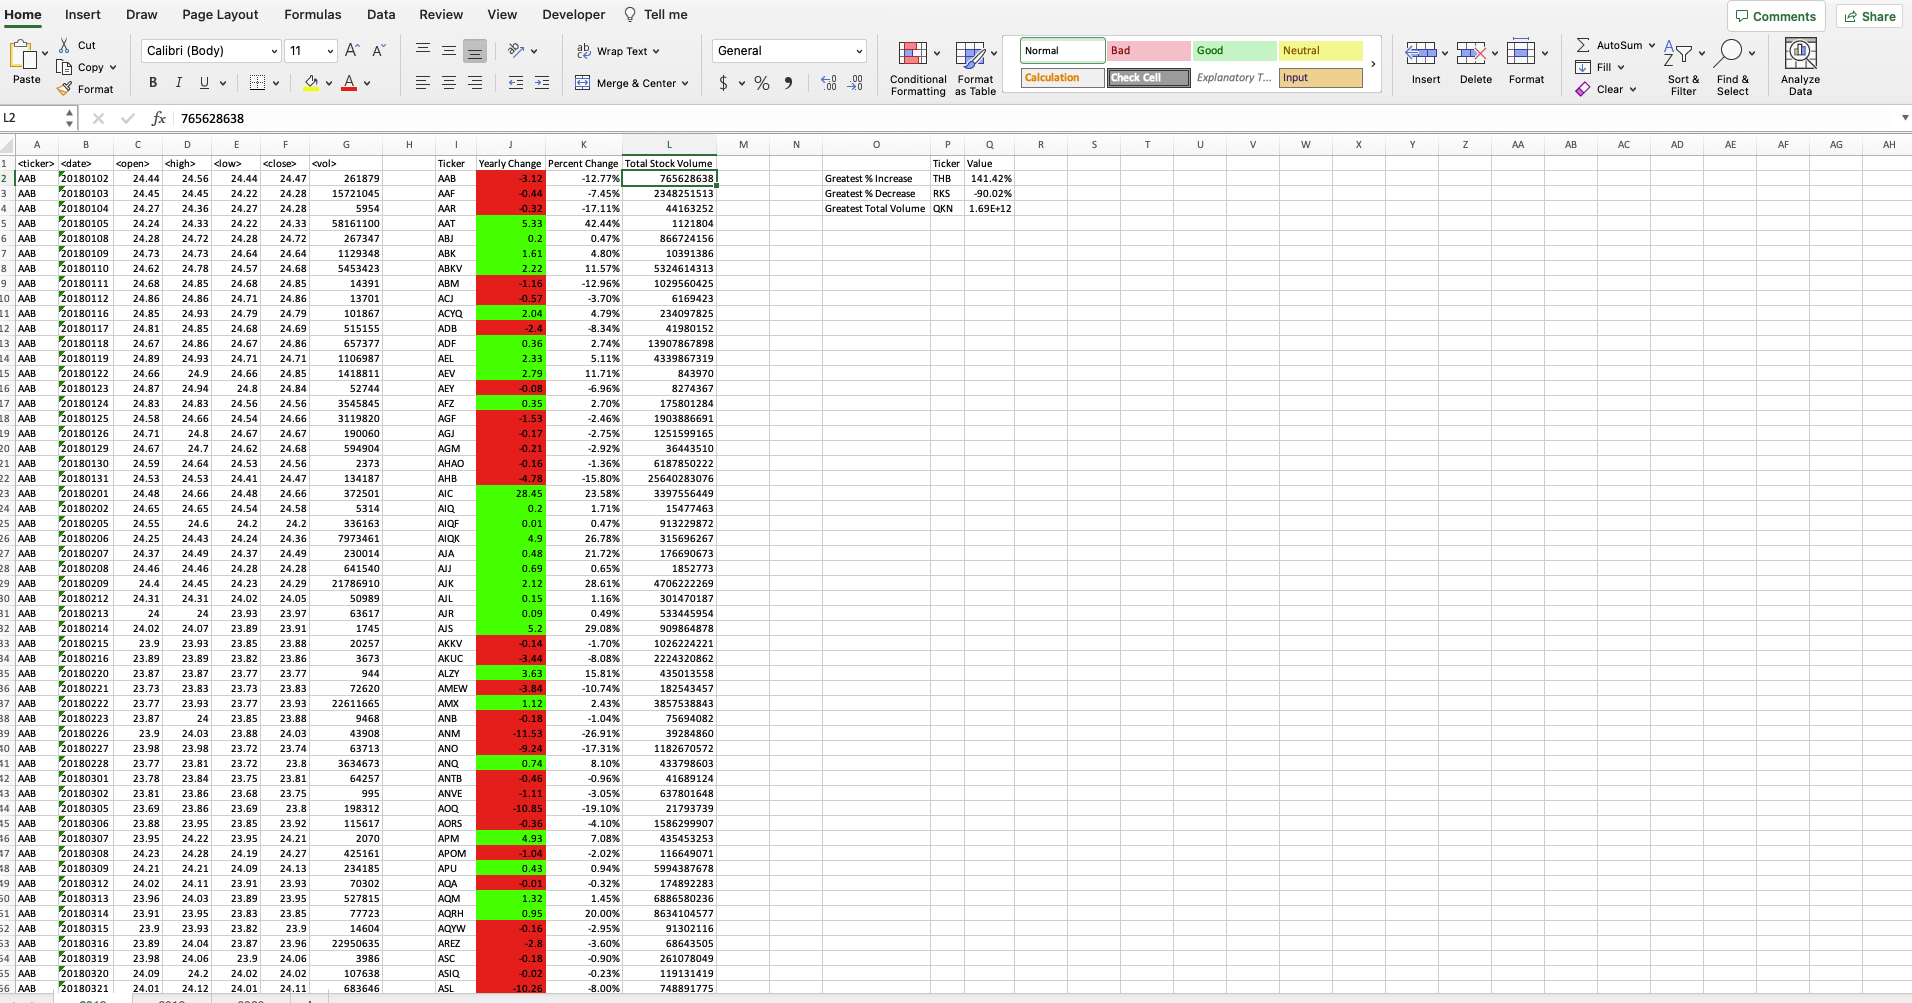 Home Insert Draw Page Layout Formulas Data Review View Developer Tell me Comments Share
Paste Cut Copy Format
Calibri (Body) 11 A^ A˅
B I U A
ab Wrap Text
Merge & Center
General
$ % 9 .00 .00
Conditional Formatting
Format as Table
Normal Bad Good Neutral
Calculation Check Cell Explanatory T... Input
Insert Delete Format
AutoSum Fill Clear
Sort & Filter
Find & Select
Analyze Data
L2 fx 765628638
A B C D E F G H I J K L M N O P Q R S T U V W X Y Z AA AB AC AD AE AF AG AH
1 <ticker> <date> <open> <high> <low> <close> <vol> Ticker Yearly Change Percent Change Total Stock Volume Ticker Value
2 AAB 20180102 24.44 24.56 24.44 24.47 261879 AAB -3.12 -12.77% 765628638 Greatest % Increase THB 141.42%
3 AAB 20180103 24.45 24.45 24.22 24.28 15721045 AAF -0.44 -7.45% 2348251513 Greatest % Decrease RKS -90.02%
4 AAB 20180104 24.27 24.36 24.27 24.28 5954 AAR -0.32 -17.11% 44163252 Greatest Total Volume QKN 1.69E+12
5 AAB 20180105 24.24 24.33 24.22 24.33 58161100 AAT 5.33 42.44% 1121804
6 AAB 20180108 24.28 24.72 24.28 24.72 267347 ABJ 0.2 0.47% 866724156
7 AAB 20180109 24.73 24.73 24.64 24.64 1129348 ABK 1.61 4.80% 10391386
8 AAB 20180110 24.62 24.78 24.57 24.68 5453423 ABKV 2.22 11.57% 5324614313
9 AAB 20180111 24.68 24.85 24.68 24.85 14391 ABM -1.16 -12.96% 1029560425
10 AAB 20180112 24.86 24.86 24.71 24.86 13701 ACJ -0.57 -3.70% 6169423
11 AAB 20180116 24.85 24.93 24.79 24.79 101867 ACYQ 2.04 4.79% 234097825
12 AAB 20180117 24.81 24.85 24.68 24.69 515155 ADB -2.4 -8.34% 41980152
13 AAB 20180118 24.67 24.86 24.67 24.86 657377 ADF 0.36 2.74% 13907867898
14 AAB 20180119 24.89 24.93 24.71 24.71 1106987 AEL 2.33 5.11% 4339867319
15 AAB 20180122 24.66 24.9 24.66 24.85 1418811 AEV 2.79 11.71% 843970
16 AAB 20180123 24.87 24.94 24.8 24.84 52744 AEY -0.08 -6.96% 8274367
17 AAB 20180124 24.83 24.83 24.56 24.56 3545845 AFZ 0.35 2.70% 175801284
18 AAB 20180125 24.58 24.66 24.54 24.66 3119820 AGF -1.53 -2.46% 1903886691
19 AAB 20180126 24.71 24.8 24.67 24.67 190060 AGJ -0.17 -2.75% 1251599165
20 AAB 20180129 24.67 24.7 24.62 24.68 594904 AGM -0.21 -2.92% 36443510
21 AAB 20180130 24.59 24.64 24.53 24.56 2373 AHAO -0.16 -1.36% 6187850222
22 AAB 20180131 24.53 24.53 24.41 24.47 134187 AHB -4.78 -15.80% 25640283076
23 AAB 20180201 24.48 24.66 24.48 24.66 372501 AIC 28.45 23.58% 3397556449
24 AAB 20180202 24.65 24.65 24.54 24.58 5314 AIQ 0.2 1.71% 15477463
25 AAB 20180205 24.55 24.6 24.2 24.2 336163 AIQF 0.01 0.47% 913229872
26 AAB 20180206 24.25 24.43 24.24 24.36 7973461 AIQK 4.9 26.78% 315696267
27 AAB 20180207 24.37 24.49 24.37 24.49 230014 AJA 0.48 21.72% 176690673
28 AAB 20180208 24.46 24.46 24.28 24.28 641540 AJJ 0.69 0.65% 1852773
29 AAB 20180209 24.4 24.45 24.23 24.29 21786910 AJK 2.12 28.61% 4706222269
30 AAB 20180212 24.31 24.31 24.02 24.05 50989 AJL 0.15 1.16% 301470187
31 AAB 20180213 24 24 23.93 23.97 63617 AJR 0.09 0.49% 533445954
32 AAB 20180214 24.02 24.07 23.89 23.91 1745 AJS 5.2 29.08% 909864878
33 AAB 20180215 23.9 23.93 23.85 23.88 20257 AKKV -0.14 -1.70% 1026224221
34 AAB 20180216 23.89 23.89 23.82 23.86 3673 AKUC -3.44 -8.08% 2224320862
35 AAB 20180220 23.87 23.87 23.77 23.77 944 ALZY 3.63 15.81% 435013558
36 AAB 20180221 23.73 23.83 23.73 23.83 72620 AMEW -3.84 -10.74% 182543457
37 AAB 20180222 23.77 23.93 23.77 23.93 22611665 AMX 1.12 2.43% 3857538843
38 AAB 20180223 23.87 24 23.85 23.88 9468 ANB -0.18 -1.04% 75694082
39 AAB 20180226 23.9 24.03 23.88 24.03 43908 ANM -11.53 -26.91% 39284860
40 AAB 20180227 23.98 23.98 23.72 23.74 63713 ANO -9.24 -17.31% 1182670572
41 AAB 20180228 23.77 23.81 23.72 23.8 3634673 ANQ 0.74 8.10% 433798603
42 AAB 20180301 23.78 23.84 23.75 23.81 64257 ANTB -0.46 -0.96% 41689124
43 AAB 20180302 23.81 23.86 23.68 23.75 995 ANVE -1.11 -3.05% 637801648
44 AAB 20180305 23.69 23.86 23.69 23.8 198312 AOQ -10.85 -19.10% 21793739
45 AAB 20180306 23.88 23.95 23.85 23.92 115617 AORS -0.36 -4.10% 1586299907
46 AAB 20180307 23.95 24.22 23.95 24.21 2070 APM 4.93 7.08% 435453253
47 AAB 20180308 24.23 24.28 24.19 24.27 425161 APOM -1.04 -2.02% 116649071
48 AAB 20180309 24.21 24.21 24.09 24.13 234185 APU 0.43 0.94% 5994387678
49 AAB 20180312 24.02 24.11 23.91 23.93 70302 AQA -0.01 -0.32% 174892283
50 AAB 20180313 23.96 24.03 23.89 23.95 527815 AQM 1.32 1.45% 6886580236
51 AAB 20180314 23.91 23.95 23.83 23.85 77723 AQRH 0.95 20.00% 8634104577
52 AAB 20180315 23.9 23.93 23.82 23.9 14604 AQYW -0.16 -2.95% 91302116
53 AAB 20180316 23.89 24.04 23.87 23.96 22950635 AREZ -2.8 -3.60% 68643505
54 AAB 20180319 23.98 24.06 23.9 24.06 3986 ASC -0.18 -0.90% 261078049
55 AAB 20180320 24.09 24.2 24.02 24.02 107638 ASIQ -0.02 -0.23% 119131419
56 AAB 20180321 24.01 24.12 24.01 24.11 683646 ASL -10.26 -8.00% 748891775